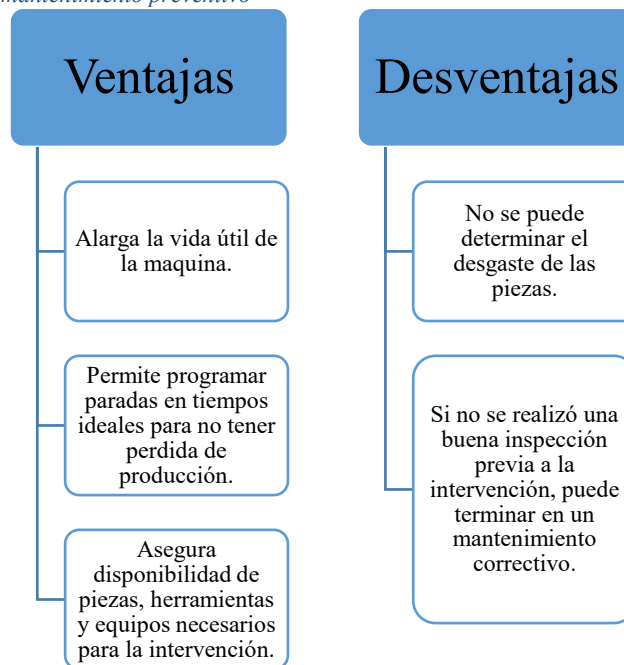 mantenimiento preventivo
Ventajas
Alarga la vida útil de
la maquina.
Permite programar
paradas en tiempos
ideales para no tener
perdida de
producción.
Asegura
disponibilidad de
piezas, herramientas
y equipos necesarios
para la intervención.
Desventajas
No se puede
determinar el
desgaste de las
piezas.
Si no se realizó una
buena inspección
previa a la
intervención, puede
terminar en un
mantenimiento
correctivo.